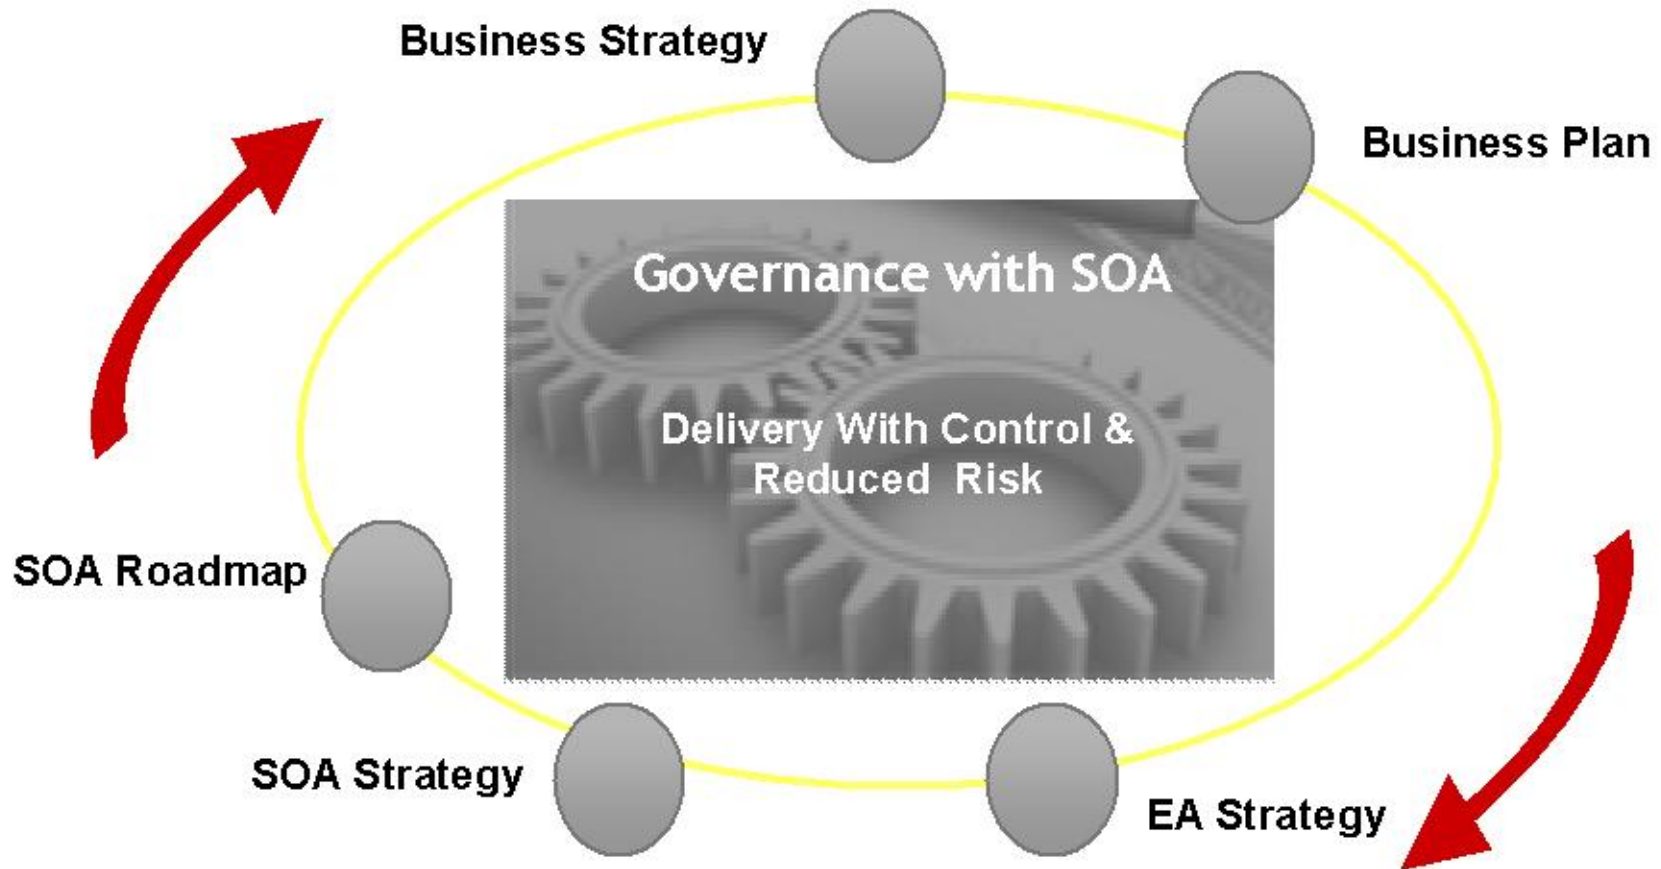 Business Strategy
Business Plan
Governance with SOA
Delivery With Control &
Reduced Risk
SOA Roadmap
SOA Strategy
EA Strategy